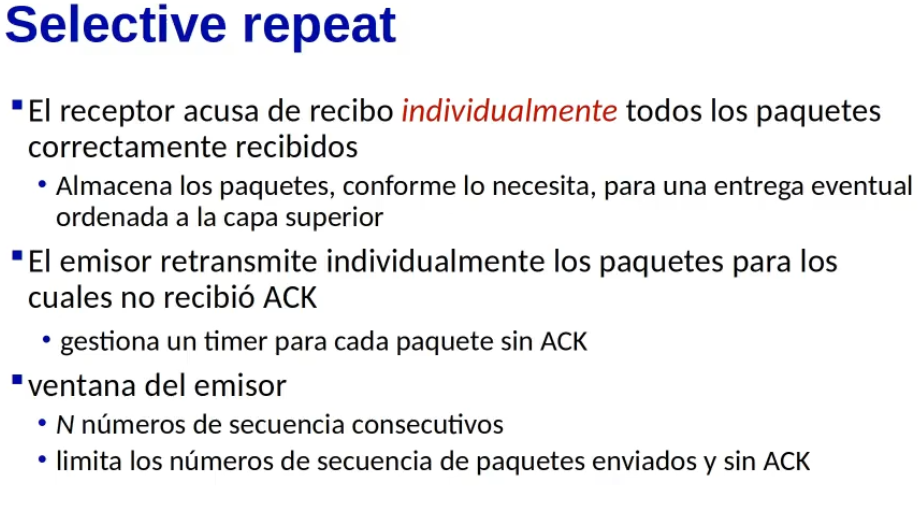 Selective repeat
▪El receptor acusa de recibo individualmente todos los paquetes
correctamente recibidos
• Almacena los paquetes, conforme lo necesita, para una entrega eventual
ordenada a la capa superior
▪El emisor retransmite individualmente los paquetes para los
cuales no recibió ACK
• gestiona un timer para cada paquete sin ACK
▪ventana del emisor
• N números de secuencia consecutivos
• limita los números de secuencia de paquetes enviados y sin ACK